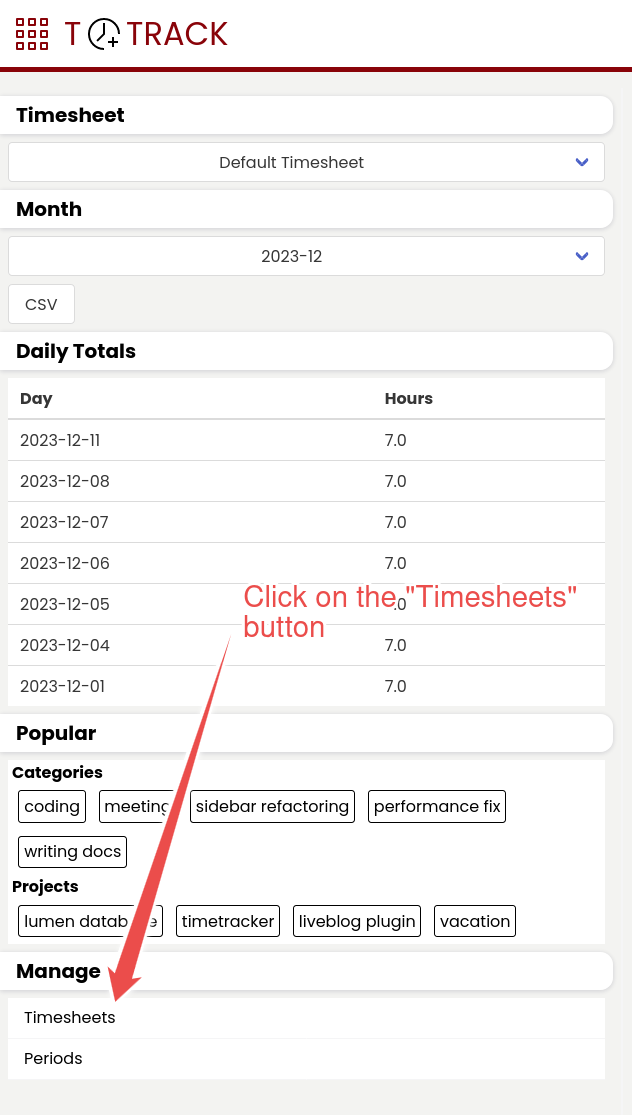 T TRACK
Timesheet
Default Timesheet
Month
2023-12
CSV
Daily Totals
Day Hours
2023-12-11 7.0
2023-12-08 7.0
2023-12-07 7.0
2023-12-06 7.0
Click on the "Timesheets"
button
2023-12-05 .0
2023-12-04 7.0
2023-12-01 7.0
Popular
Categories
coding meeting sidebar refactoring performance fix
writing docs
Projects
lumen timetracker liveblog plugin vacation
Manage
Timesheets
Periods